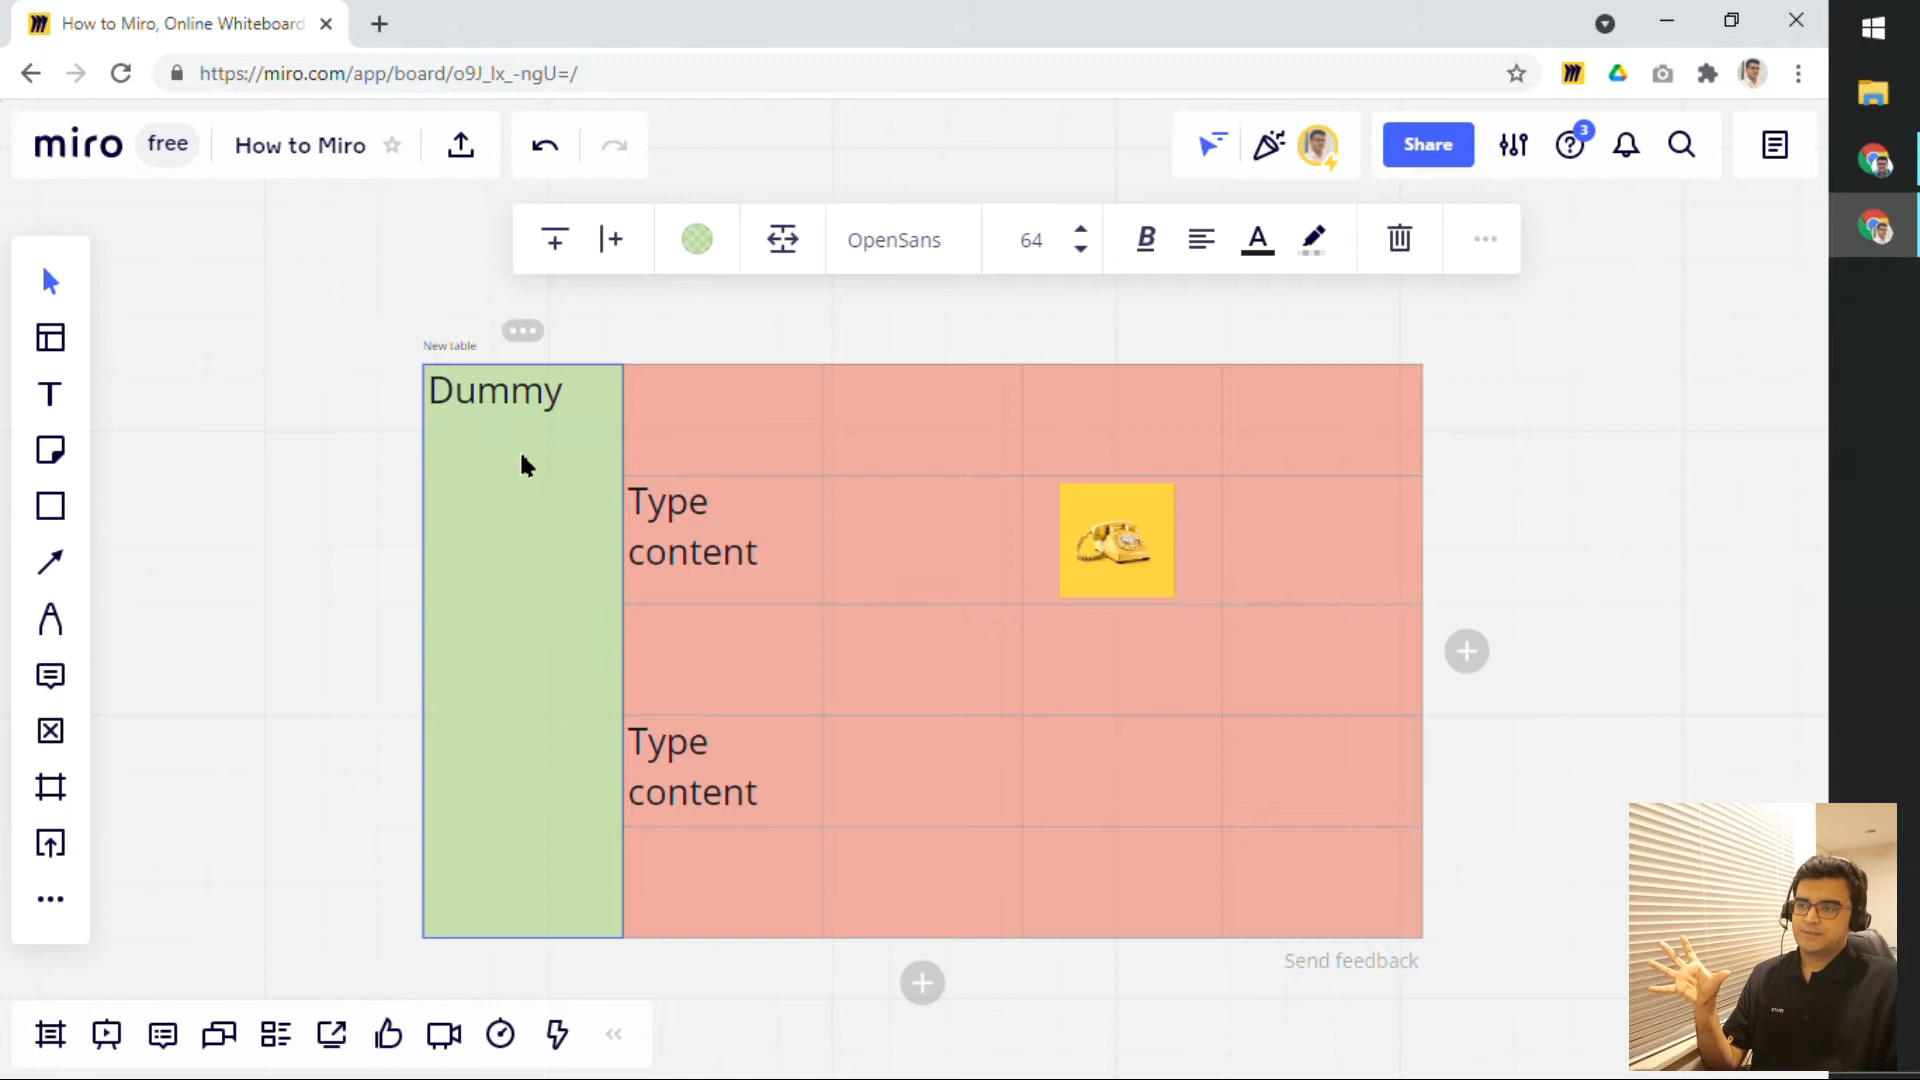 How to Miro, Online Whiteboard
https://miro.com/app/board/o9J_lx_-ngU=/
miro
free
How to Miro
Share
3
OpenSans
64
B
A
New table
Dummy
Type
content
Type
content
Send feedback